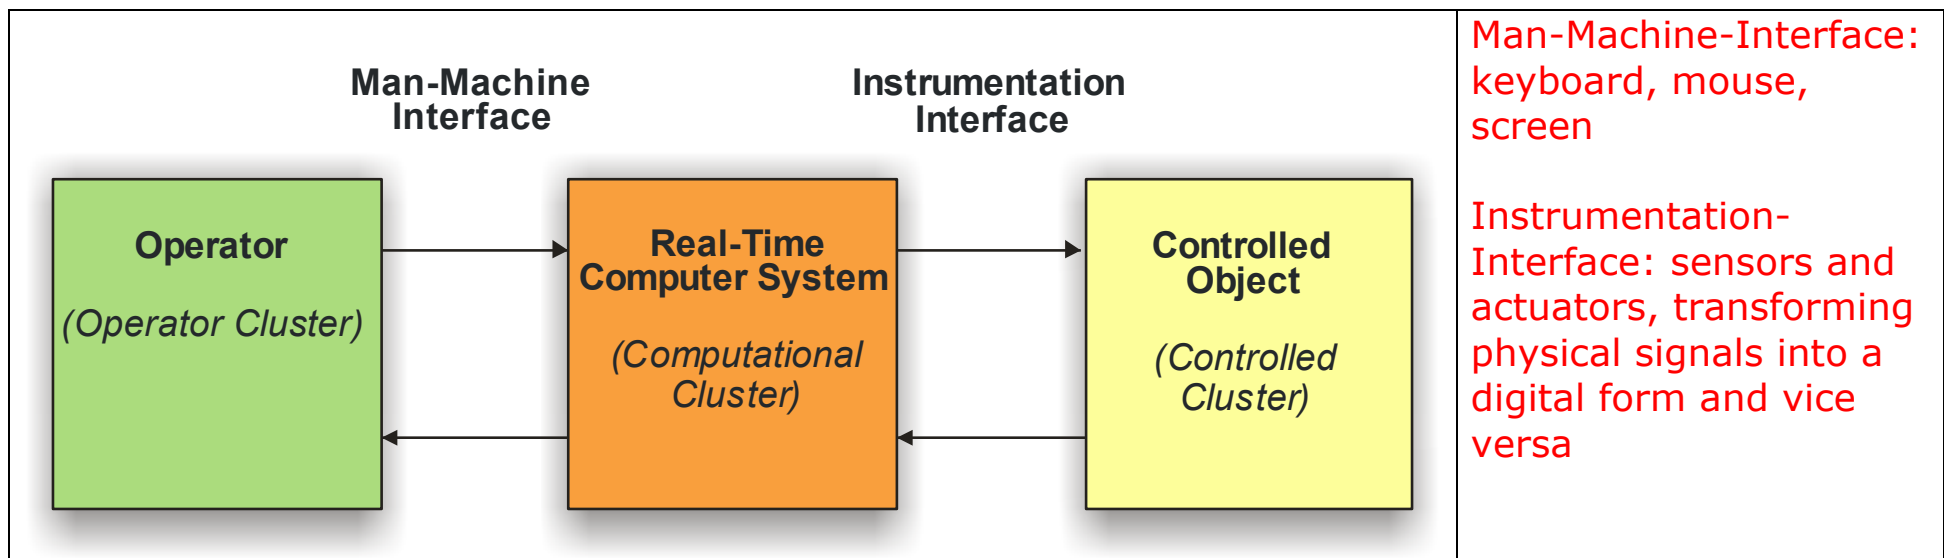 Man-Machine
Interface
Instrumentation
Interface
Operator
(Operator Cluster)
Real-Time
Computer System
(Computational
Cluster)
Controlled
Object
(Controlled
Cluster)
Man-Machine-Interface:
keyboard, mouse,
screen
Instrumentation-
Interface: sensors and
actuators, transforming
physical signals into a
digital form and vice
versa